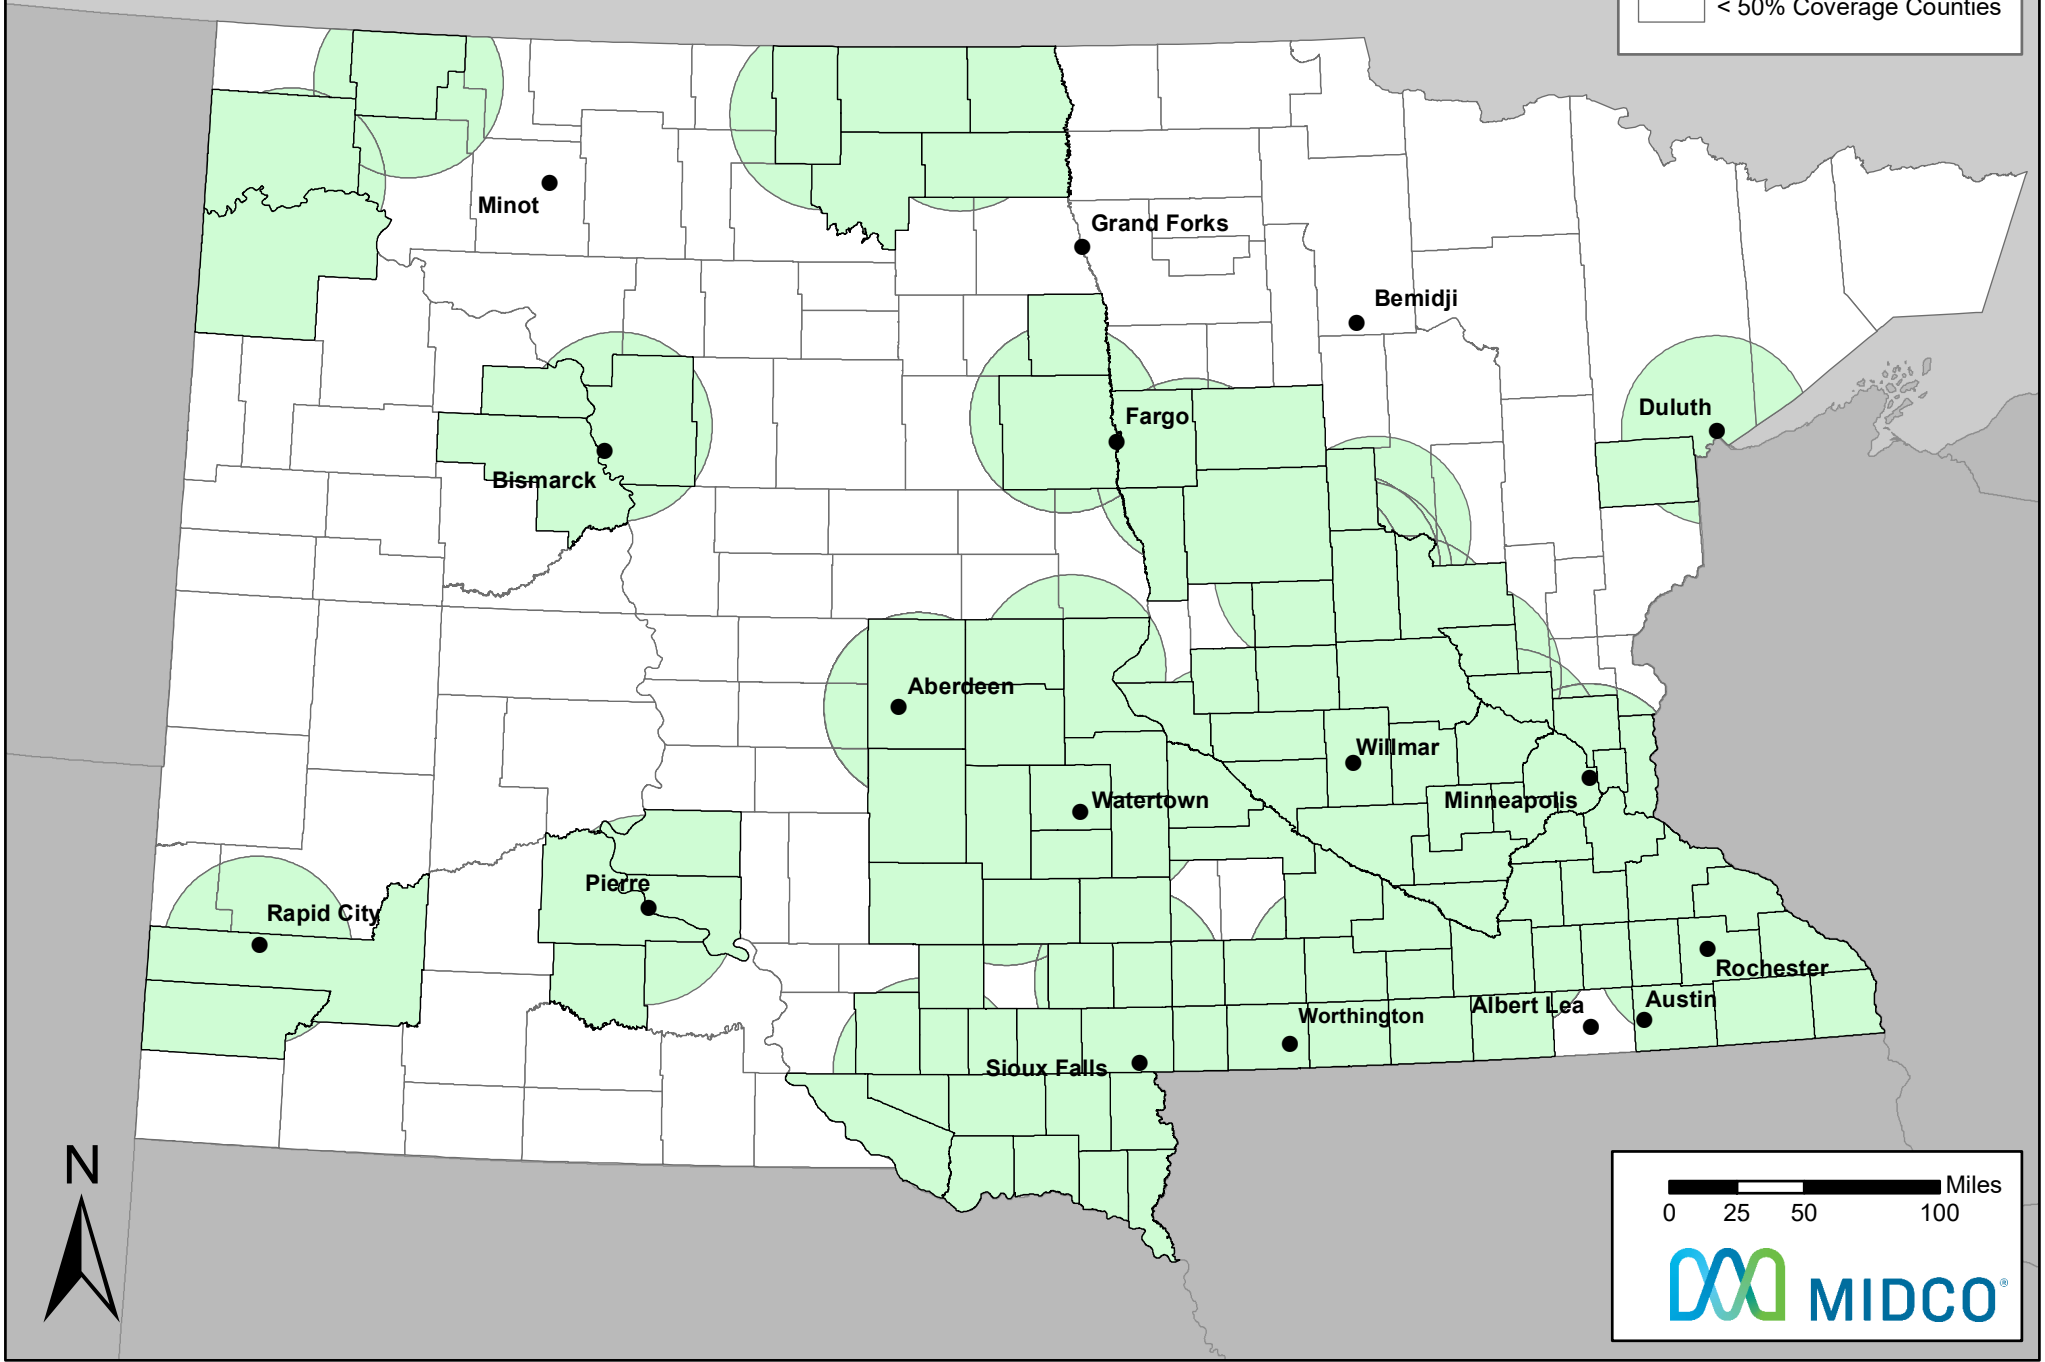 < 50% Coverage Counties
Minot
Grand Forks
Bemidji
Duluth
Fargo
Bismarck
Aberdeen
Willmar
Watertown
Minneapolis
Pierre
Rapid City
Rochester
Albert Lea
Austin
Worthington
Sioux Falls
N
Miles
0 25 50 100
MIDCO®